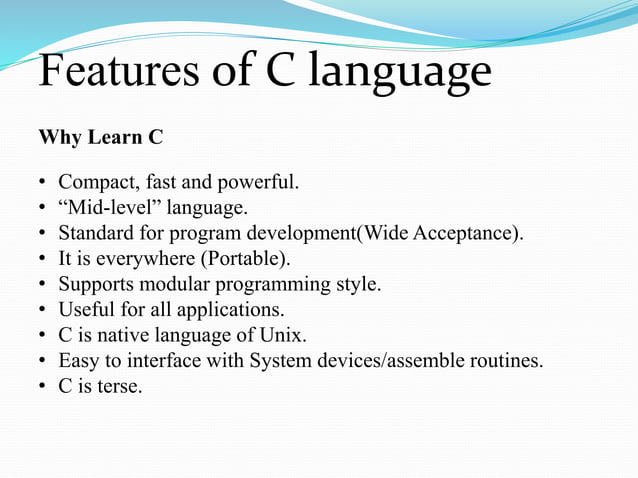 Features of C language
Why Learn C
• Compact, fast and powerful.
• “Mid-level” language.
• Standard for program development(Wide Acceptance).
• It is everywhere (Portable).
• Supports modular programming style.
• Useful for all applications.
• C is native language of Unix.
• Easy to interface with System devices/assemble routines.
• C is terse.